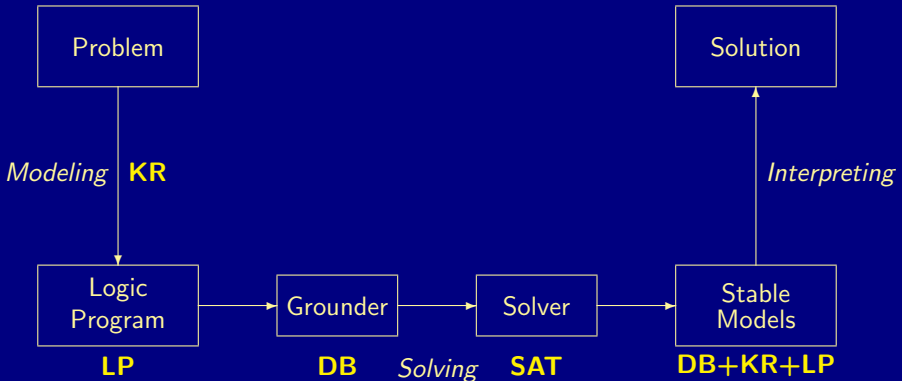 Problem
Solution
Modeling KR
Interpreting
Logic
Program
Grounder
Solver
Stable
Models
LP
DB
Solving
SAT
DB+KR+LP